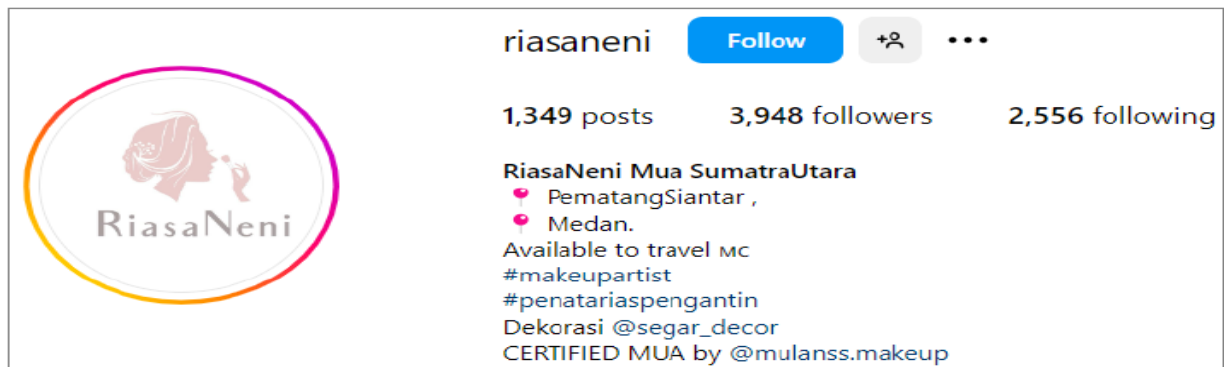 riasaneni Follow
1,349 posts 3,948 followers 2,556 following
RiasaNeni
RiasaNeni Mua SumatraUtara
PematangSiantar ,
Medan.
Available to travel мc
#makeupartist
#penatariaspengantin
Dekorasi @segar_decor
CERTIFIED MUA by @mulanss.makeup